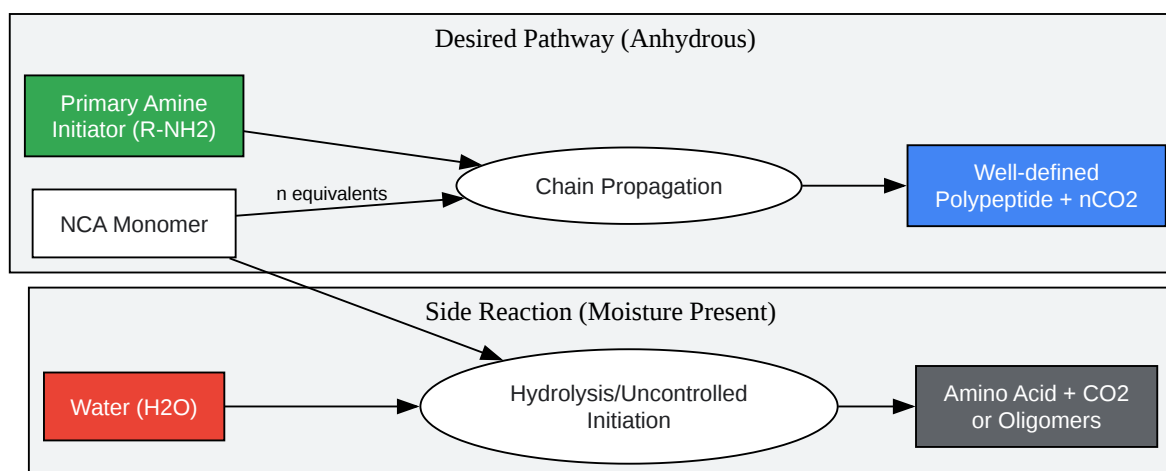 Desired Pathway (Anhydrous)
Primary Amine
Initiator (R-NH2)
n equivalents
Chain Propagation
Well-defined
Polypeptide + nCO2
NCA Monomer
Side Reaction (Moisture Present)
Water (H2O)
Hydrolysis/Uncontrolled
Initiation
Amino Acid + CO2
or Oligomers